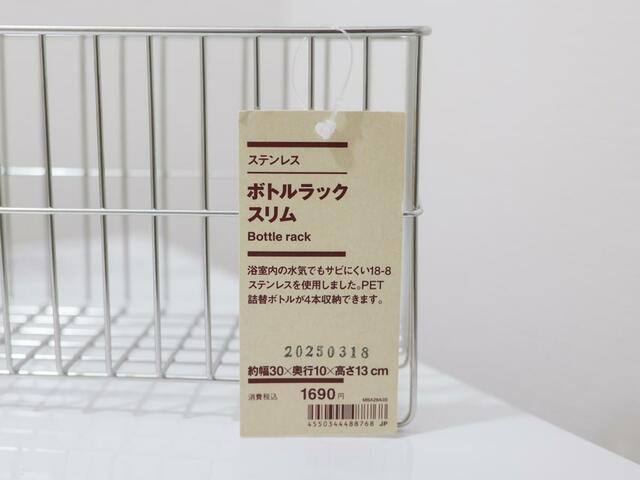 ステンレス
ボトルラック
スリム
Bottle rack
浴室内の水気でもサビにくい18-8
ステンレスを使用しました。PET
詰替ボトルが4本収納できます。
20250318
約幅30×奥行10×高さ13cm
消費税込 1690円
MBA28A0S
4550344488768 JP